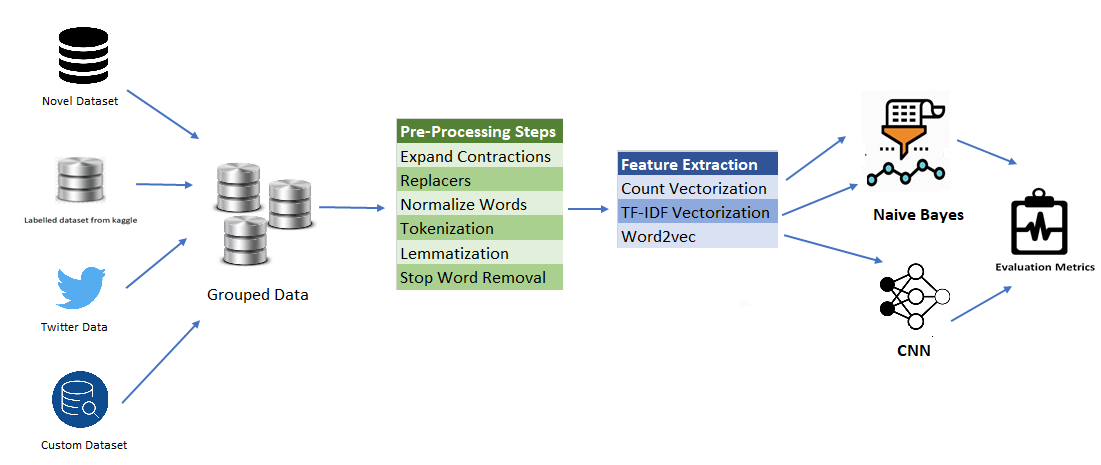 Novel Dataset
Labelled dataset from kaggle
Twitter Data
Custom Dataset
Grouped Data
Pre-Processing Steps
Expand Contractions
Replacers
Normalize Words
Tokenization
Lemmatization
Stop Word Removal
Feature Extraction
Count Vectorization
TF-IDF Vectorization
Word2vec
Naive Bayes
CNN
Evaluation Metrics